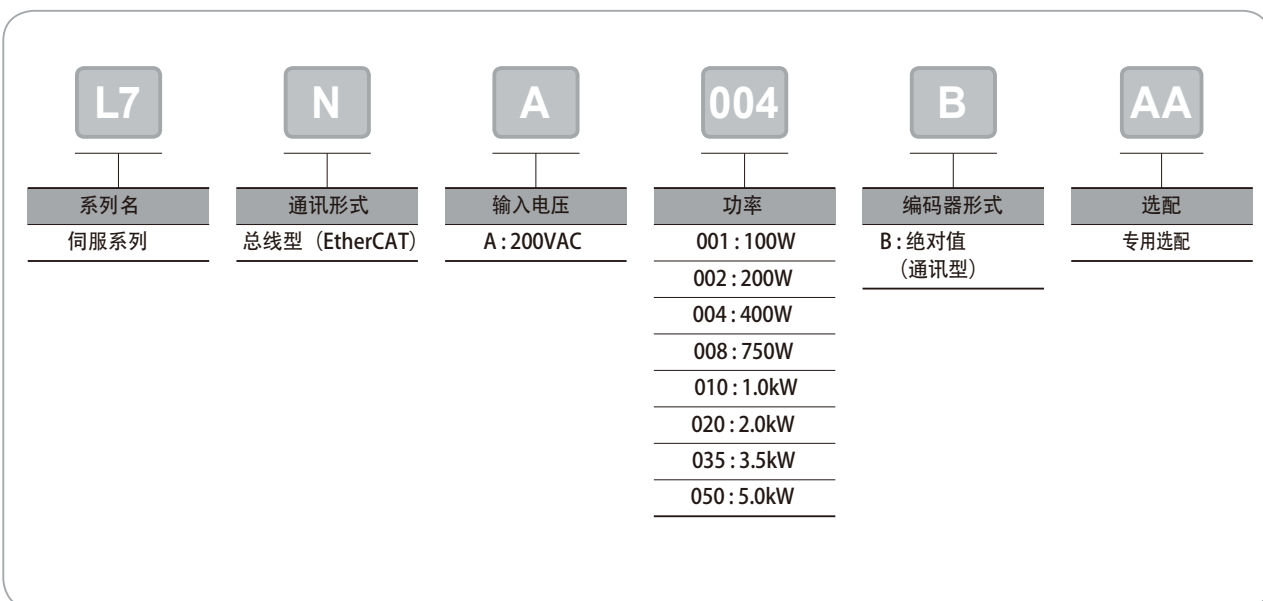 L7 N A 004 B AA
系列名 通讯形式 输入电压 功率 编码器形式 选配
伺服系列 总线型（EtherCAT） A : 200VAC 001 : 100W B : 绝对值 专用选配
（通讯型）
002 : 200W
004 : 400W
008 : 750W
010 : 1.0kW
020 : 2.0kW
035 : 3.5kW
050 : 5.0kW